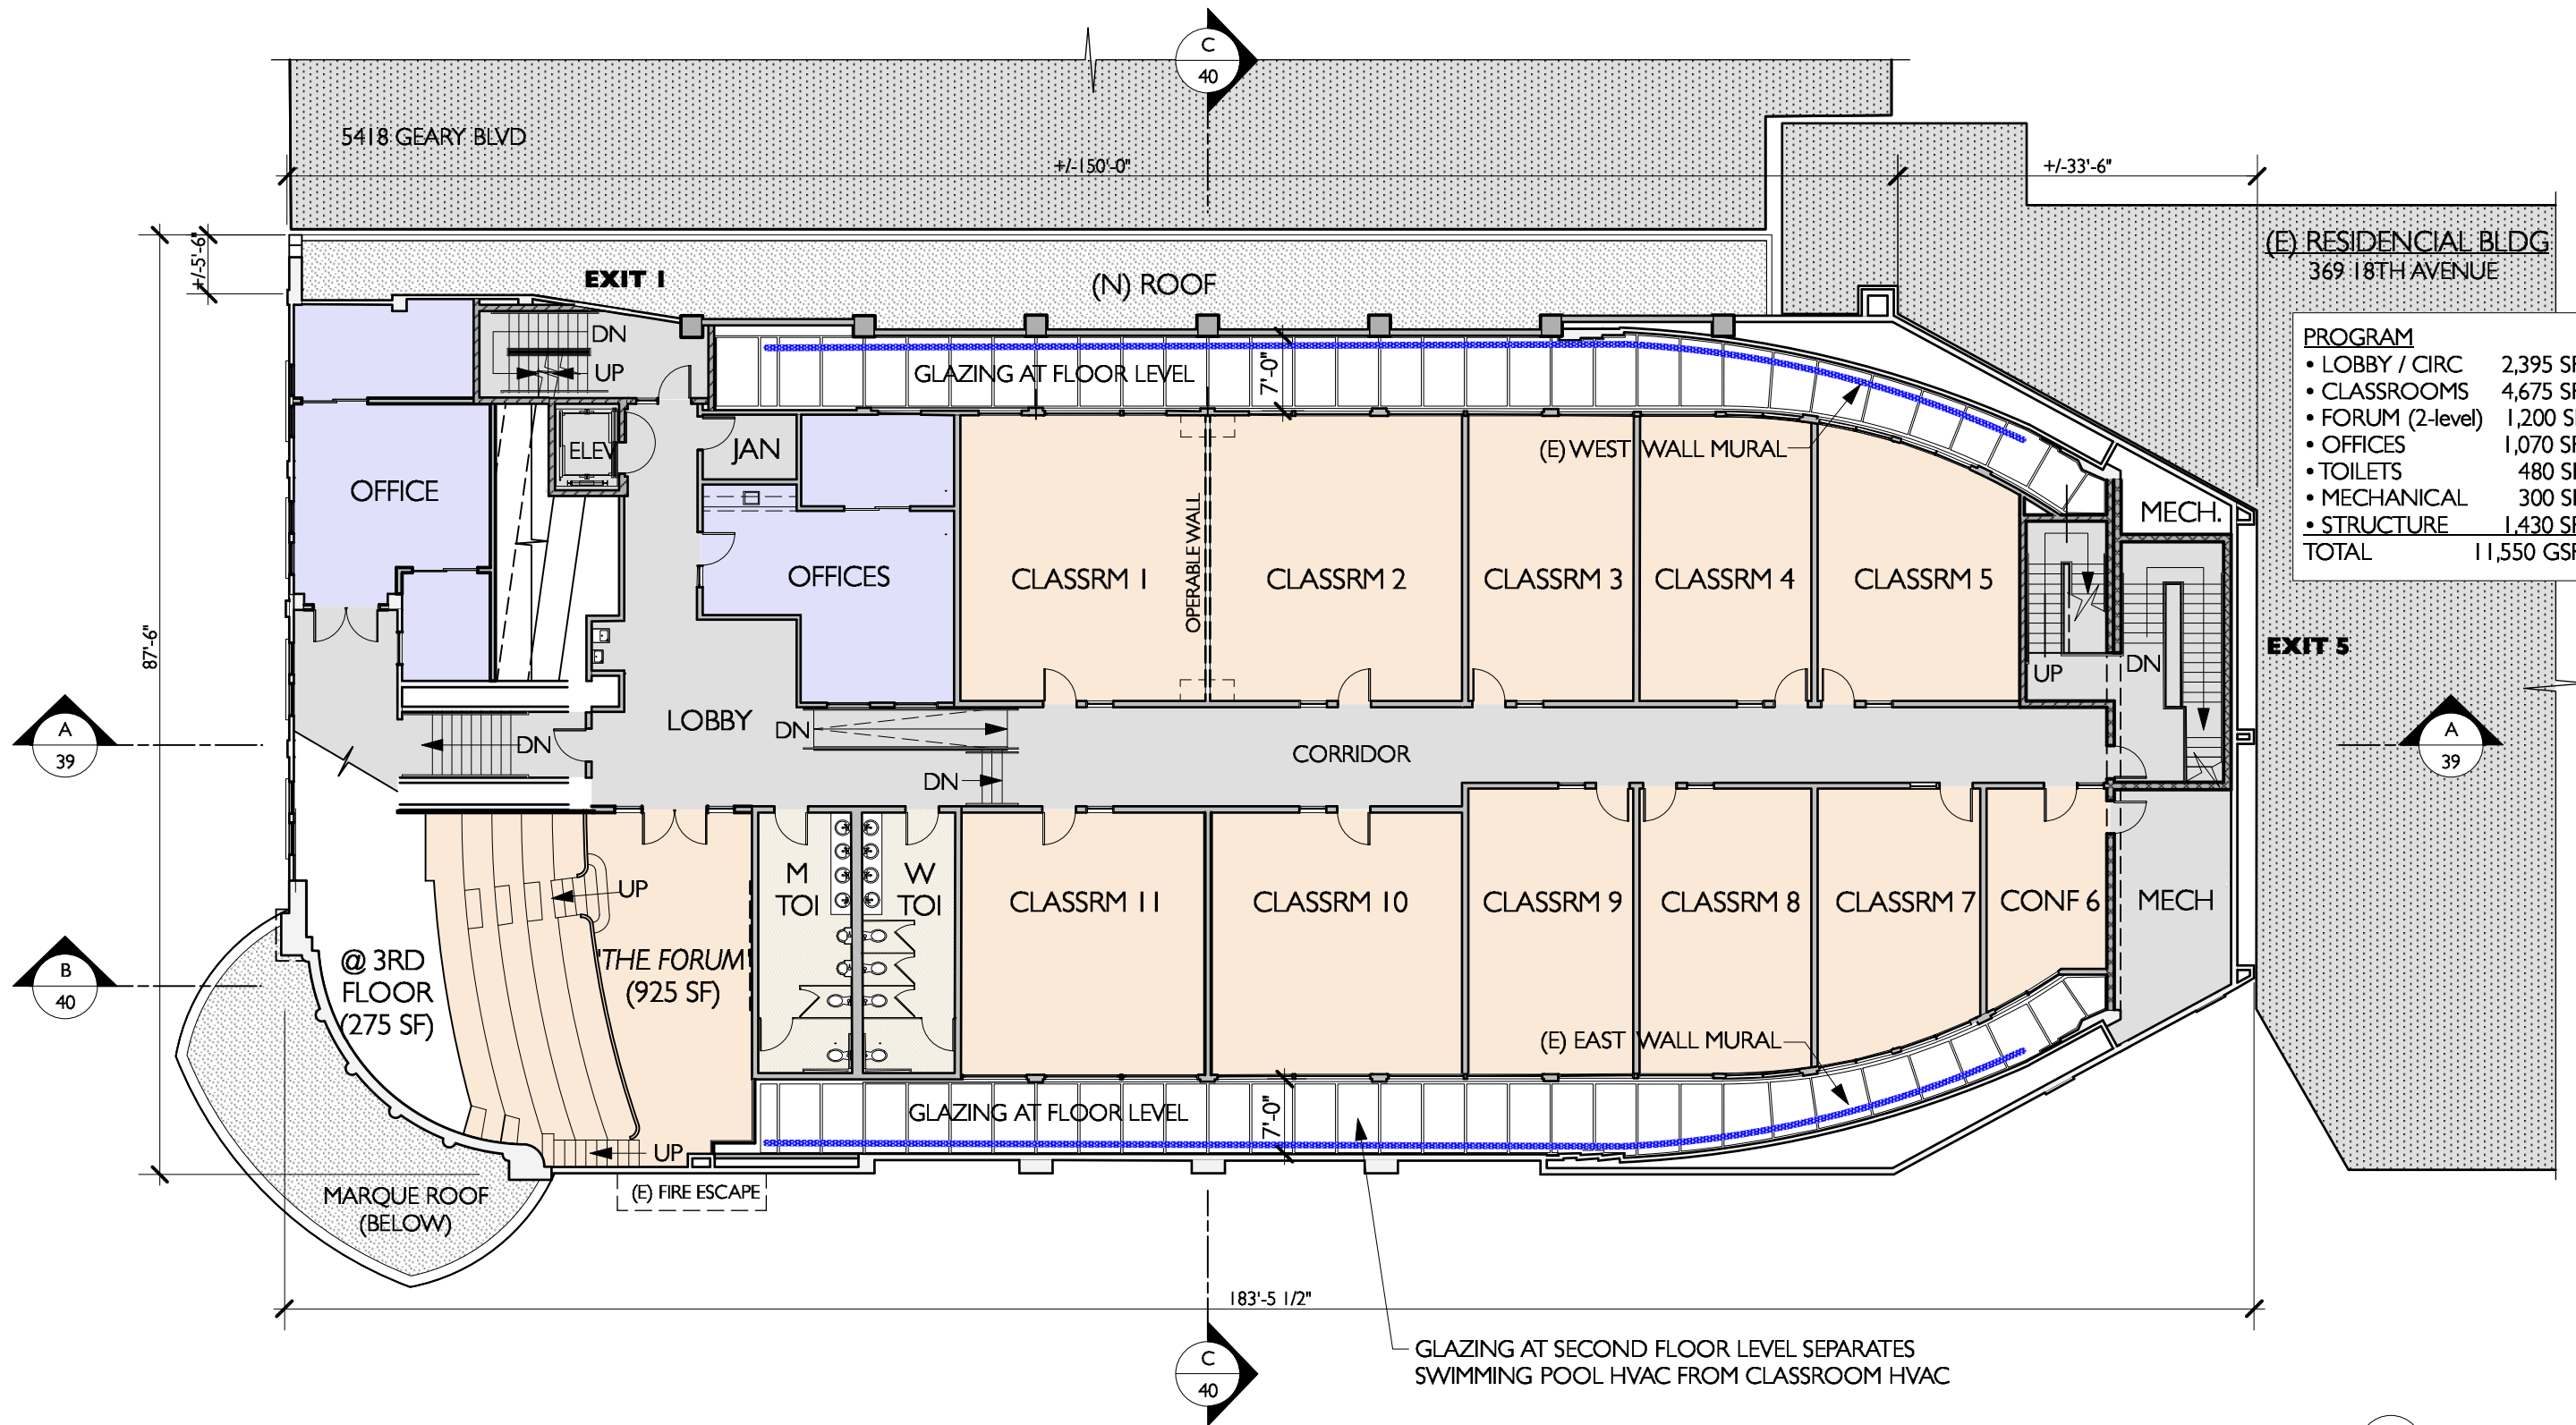 C
40
5418 GEARY BLVD
+/-150'-0"
+/-33'-6"
+/-5'-6"
(E) RESIDENCIAL BLDG
369 18TH AVENUE
EXIT 1
(N) ROOF
PROGRAM
• LOBBY / CIRC 2,395 SF
• CLASSROOMS 4,675 SF
• FORUM (2-level) 1,200 SF
• OFFICES 1,070 SF
• TOILETS 480 SF
• MECHANICAL 300 SF
• STRUCTURE 1,430 SF
TOTAL 11,550 GSF
DN
UP
GLAZING AT FLOOR LEVEL
7'-0"
(E) WEST WALL MURAL
ELEV
JAN
OFFICE
OFFICES
OPERABLE WALL
CLASSRM 1
CLASSRM 2
CLASSRM 3
CLASSRM 4
CLASSRM 5
MECH.
UP
DN
EXIT 5
87'-6"
A
39
DN
LOBBY
DN
DN
CORRIDOR
A
39
UP
M
TOI
W
TOI
CLASSRM 11
CLASSRM 10
CLASSRM 9
CLASSRM 8
CLASSRM 7
CONF 6
MECH
B
40
@ 3RD
FLOOR
(275 SF)
'THE FORUM'
(925 SF)
(E) EAST WALL MURAL
GLAZING AT FLOOR LEVEL
7'-0"
UP
MARQUE ROOF
(BELOW)
(E) FIRE ESCAPE
183'-5 1/2"
GLAZING AT SECOND FLOOR LEVEL SEPARATES
SWIMMING POOL HVAC FROM CLASSROOM HVAC
C
40